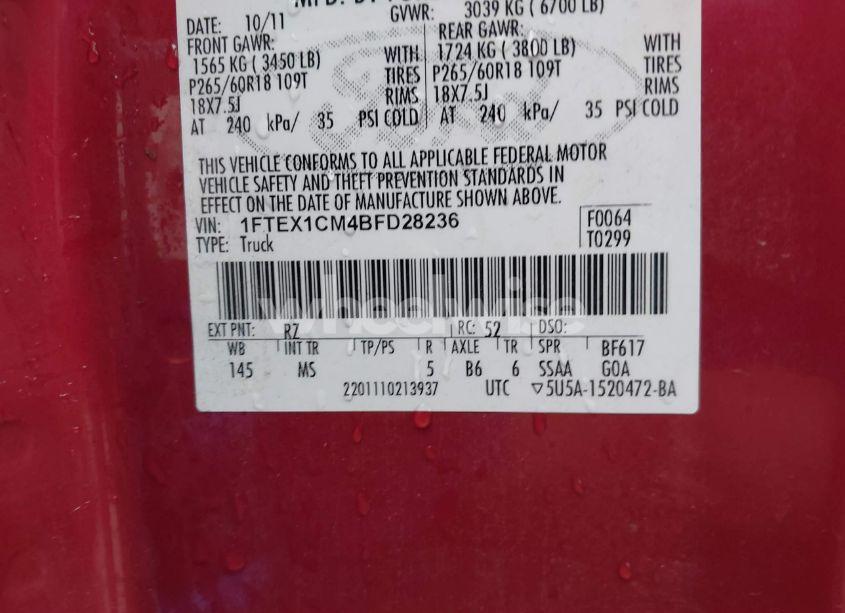 GVWR: 3039 KG ( 6700 LB)
DATE: 10/11
FRONT GAWR: REAR GAWR:
1565 KG ( 3450 LB) WITH 1724 KG ( 3800 LB) WITH
P265/60R18 109T TIRES P265/60R18 109T TIRES
18X7.5J RIMS 18X7.5J RIMS
AT 240 kPa/ 35 PSI COLD AT 240 kPa/ 35 PSI COLD
THIS VEHICLE CONFORMS TO ALL APPLICABLE FEDERAL MOTOR
VEHICLE SAFETY AND THEFT PREVENTION STANDARDS IN
EFFECT ON THE DATE OF MANUFACTURE SHOWN ABOVE.
VIN: 1FTEX1CM4BFD28236 F0064
TYPE: Truck T0299
wheelwise
EXT PNT: RZ RC: 52 DSO:
WB INT TR TP/PS R AXLE TR SPR BF617
145 MS 5 B6 6 SSAA GOA
2201110213937 UTC ▽5U5A-1520472-BA